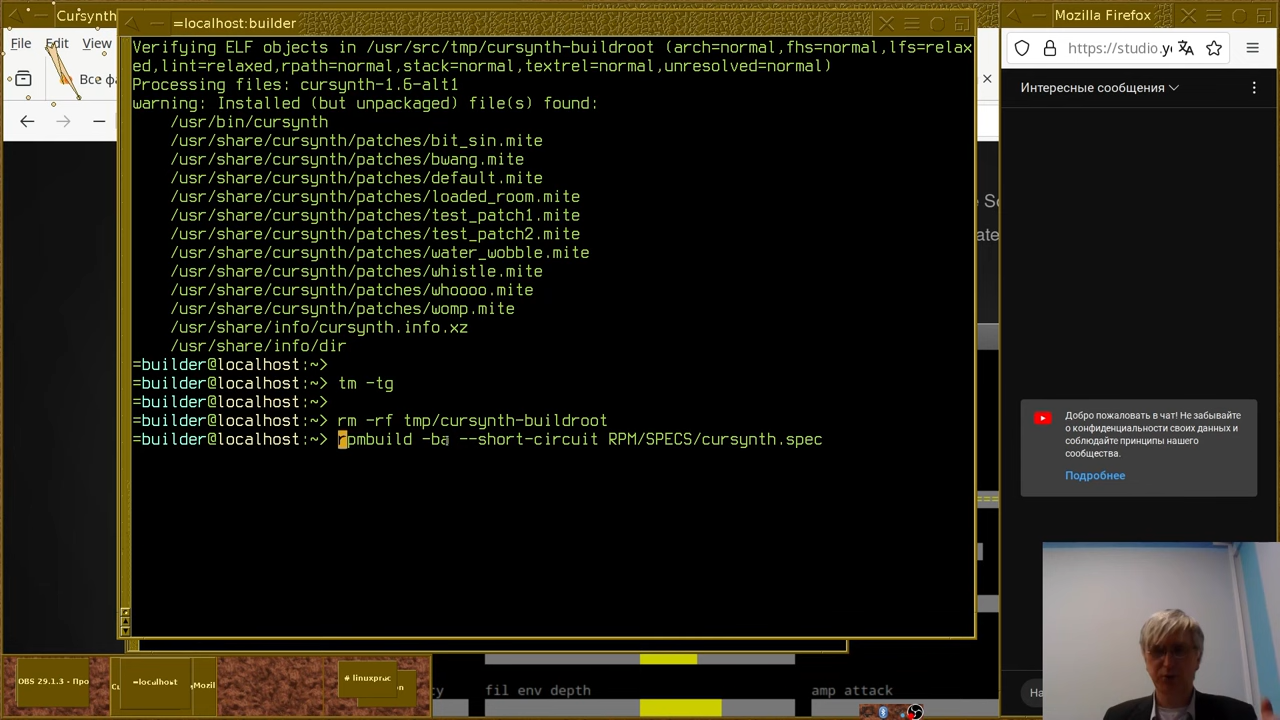 Cursynth
=localhost:builder
Mozilla Firefox
File Edit View
https://studio.y
Все ф
Интересные сообщения
Verifying ELF objects in /usr/src/tmp/cursynth-buildroot (arch=normal,fhs=normal,lfs=relax
ed,lint=relaxed,rpath=normal,stack=normal,textrel=normal,unresolved=normal)
Processing files: cursynth-1.6-alt1
warning: Installed (but unpackaged) file(s) found:
/usr/bin/cursynth
/usr/share/cursynth/patches/bit_sin.mite
/usr/share/cursynth/patches/bwang.mite
/usr/share/cursynth/patches/default.mite
/usr/share/cursynth/patches/loaded_room.mite
/usr/share/cursynth/patches/test_patch1.mite
/usr/share/cursynth/patches/test_patch2.mite
/usr/share/cursynth/patches/water_wobble.mite
/usr/share/cursynth/patches/whistle.mite
/usr/share/cursynth/patches/whoooo.mite
/usr/share/cursynth/patches/womp.mite
/usr/share/info/cursynth.info.xz
/usr/share/info/dir
=builder@localhost:~>
=builder@localhost:~> tm -tg
=builder@localhost:~>
=builder@localhost:~> rm -rf tmp/cursynth-buildroot
=builder@localhost:~> rpmbuild -ba --short-circuit RPM/SPECS/cursynth.spec
Добро пожаловать в чат! Не забывайте
о конфиденциальности своих данных и
соблюдайте принципы нашего
сообщества.
Подробнее
На
OBS 29.1.3 - Про
=localhost
Mozil
# linuxprac
on
ty
fil env depth
amp attack